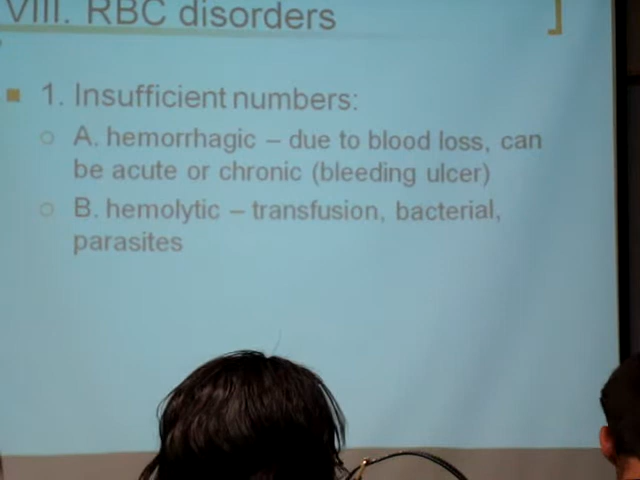 VIII. RBC disorders
1. Insufficient numbers:
A. hemorrhagic – due to blood loss, can
be acute or chronic (bleeding ulcer)
B. hemolytic – transfusion, bacterial,
parasites